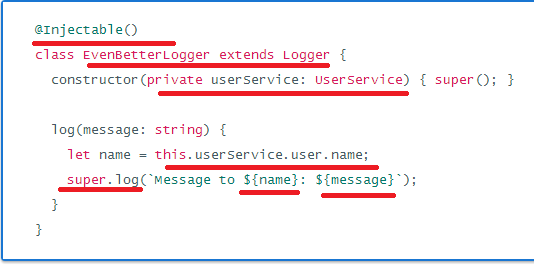 @Injectable()
class EvenBetterLogger extends Logger {
constructor(private userService: UserService) { super(); }
log(message: string) {
let name = this.userService.user.name;
super.log(`Message to ${name}: ${message}`);
}
}